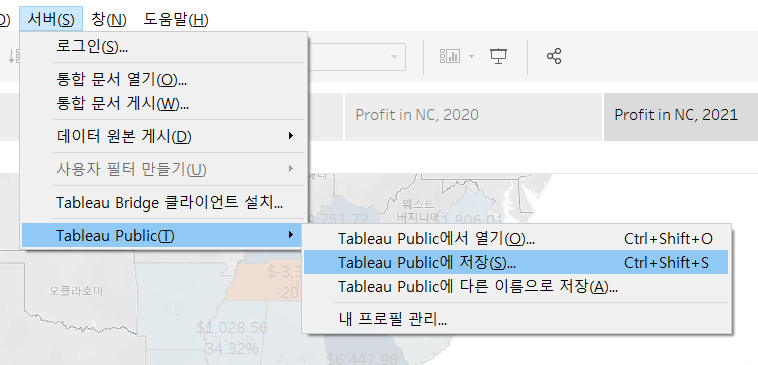 서버(S) 창(N) 도움말(H)
로그인(S)...
통합 문서 열기(O)...
통합 문서 게시(W)...
데이터 원본 게시(D)
사용자 필터 만들기(U)
Tableau Bridge 클라이언트 설치...
Tableau Public(T)
Tableau Public에서 열기(O)... Ctrl+Shift+O
Tableau Public에 저장(S)... Ctrl+Shift+S
Tableau Public에 다른 이름으로 저장(A)...
내 프로필 관리...
Profit in NC, 2020
Profit in NC, 2021
웨스트
버지니아
$1,806.01
오클라호마
아칸소
$1,028.56
34.32%
$6,447.98